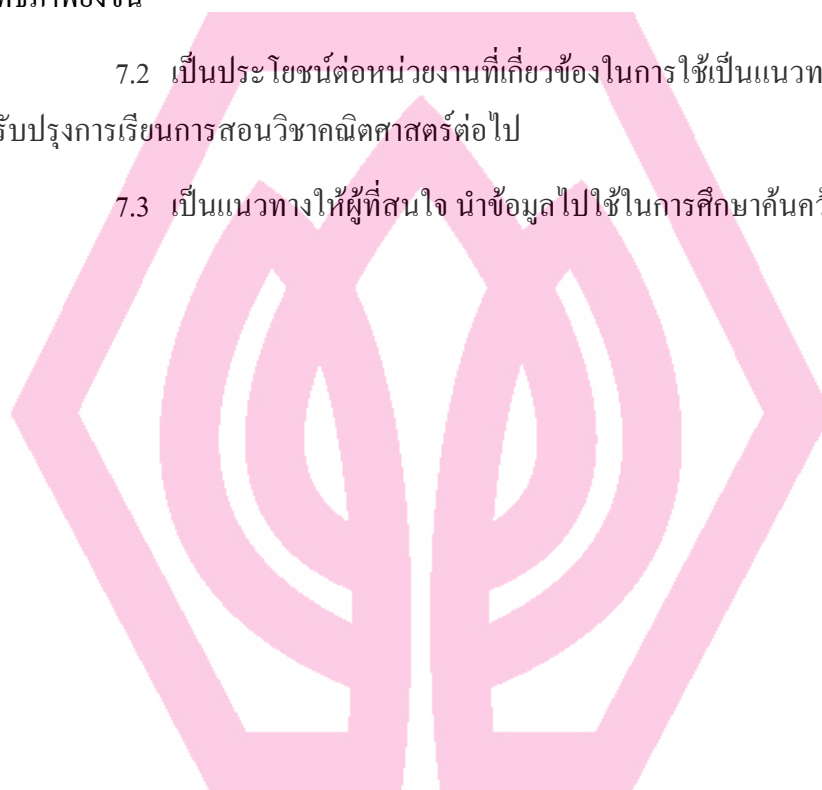 7.2 เป็นประโยชน์ต่อหน่วยงานที่เกี่ยวข้องในการใช้เป็นแนวท
รับปรุงการเรียนการสอนวิชาคณิตศาสตร์ต่อไป
7.3 เป็นแนวทางให้ผู้ที่สนใจ นำข้อมูลไปใช้ในการศึกษาค้นคว้